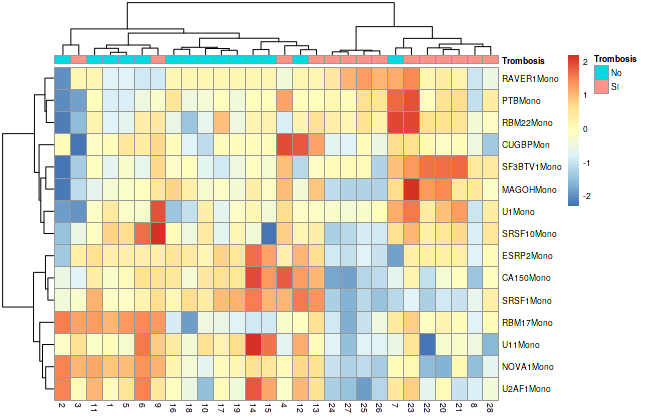 Trombosis
RAVER1Mono
PTBMono
RBM22Mono
CUGBPMon
SF3BTV1Mono
MAGOHMono
U1Mono
SRSF10Mono
ESRP2Mono
CA150Mono
SRSF1Mono
RBM17Mono
U11Mono
NOVA1Mono
U2AF1Mono
2 3 11 1 5 6 9 16 18 10 17 19 14 15 4 12 13 24 27 25 26 7 23 22 20 21 8 28
2
1
0
-1
-2
Trombosis
No
SI